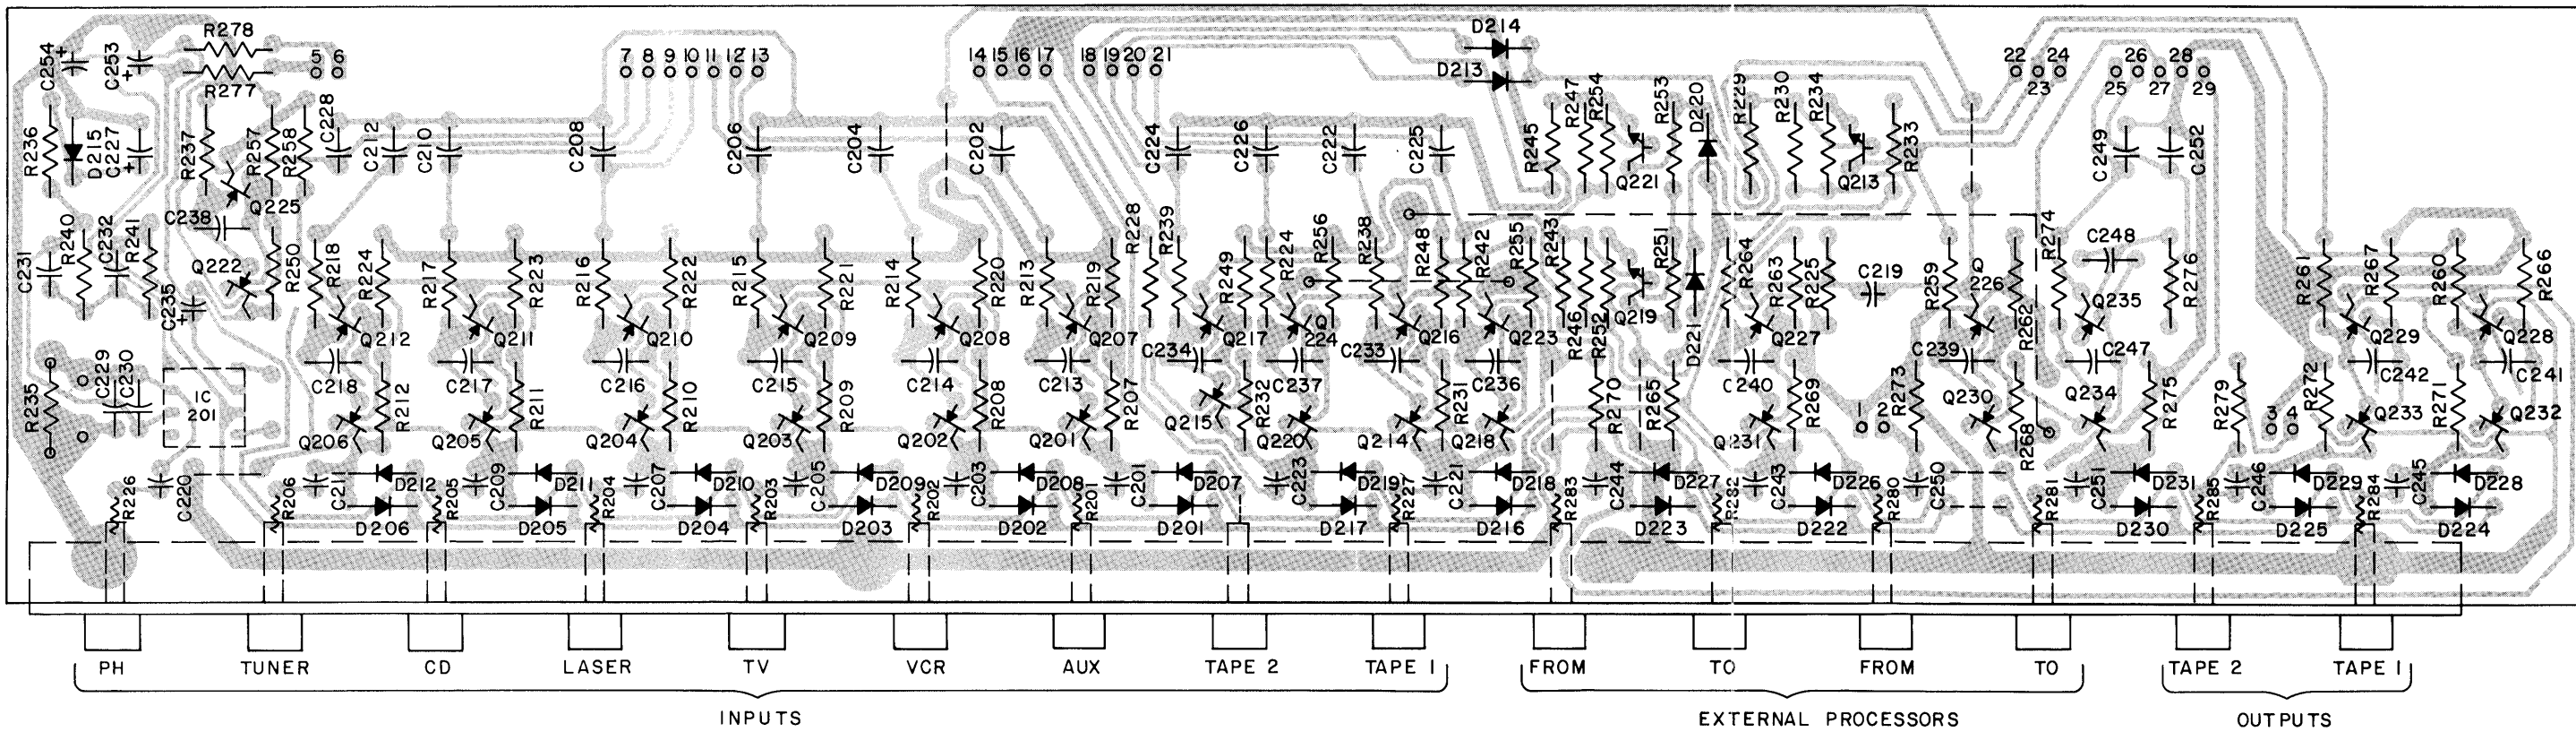 R278
C254 + C253 +
5 6
7 8 9 10 11 12 13
14 15 16 17 18 19 20 21
D214
D213
22 24
23
26 28
25 27 29
R277
R236 D215 C227 + R237 R257 R258 C228 C212 C210 C208 C206 C204 C202 C224 C226 C222 C225 R245 R247 R254 R253 D220 R229 R230 R234 R233 C249 C252
Q225 Q221 Q213
C238
C231 R240 C232 R241 Q222 R250 R218 R224 R217 R223 R216 R222 R215 R221 R214 R220 R213 R219 R228 R239 R249 R224 R256 R238 R248 R242 R255 R243 R251 R264 R263 R225 C219 R259 Q226 R262 R274 C248 R276 R261 R267 R260 R266
C235 +
Q212 Q211 Q210 Q209 Q208 Q207 Q217 Q224 Q216 Q223 R246 R252 Q219 D221 Q227 Q235 Q229 Q228
C218 C217 C216 C215 C214 C213 C234 C237 C233 C236 C240 C239 C247 C242 C241
R235 C229 C230 IC
201
R212 R211 R210 R209 R208 R207 Q215 R232 R231 R270 R265 R269 R273 Q230 Q234 R275 R279 R272 R271
1 2
3 4
Q206 Q205 Q204 Q203 Q202 Q201 Q220 Q214 Q218 Q231 R268 Q233 Q232
R226 C220 R206 C211 D212 R205 C209 D211 R204 C207 D210 R203 C205 D209 R202 C203 D208 R201 C201 D207 C223 D219 R227 C221 D218 R283 C244 D227 R282 C243 D226 R280 C250 R281 C251 D231 R285 C246 D229 R284 C245 D228
D206 D205 D204 D203 D202 D201 D217 D216 D223 D222 D230 D225 D224
PH TUNER CD LASER TV VCR AUX TAPE 2 TAPE 1 FROM TO FROM TO TAPE 2 TAPE 1
INPUTS EXTERNAL PROCESSORS OUTPUTS